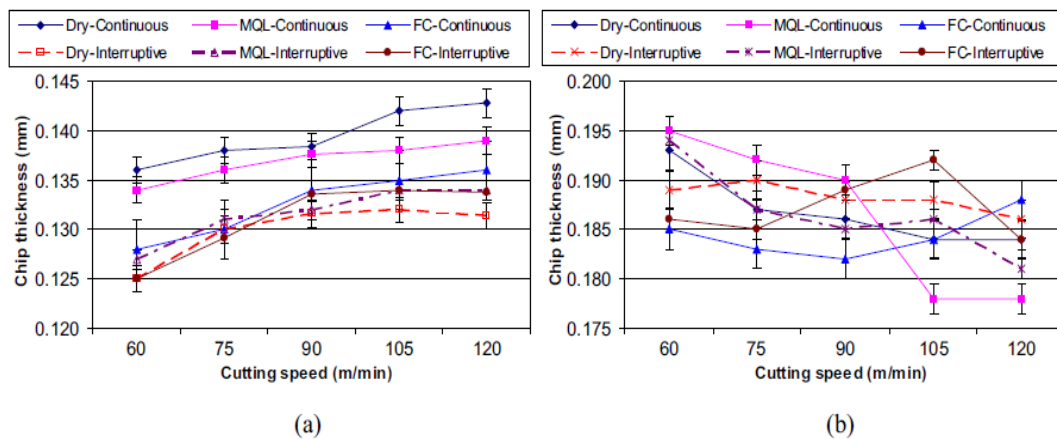 Dry-Continuous MQL-Continuous FC-Continuous
Dry-Interruptive MQL-Interruptive FC-Interruptive
Chip thickness (mm)
0.145
0.140
0.135
0.130
0.125
0.120
60 75 90 105 120
Cutting speed (m/min)
(a)
Dry-Continuous MQL-Continuous FC-Continuous
Dry-Interruptive MQL-Interruptive FC-Interruptive
Chip thickness (mm)
0.200
0.195
0.190
0.185
0.180
0.175
60 75 90 105 120
Cutting speed (m/min)
(b)